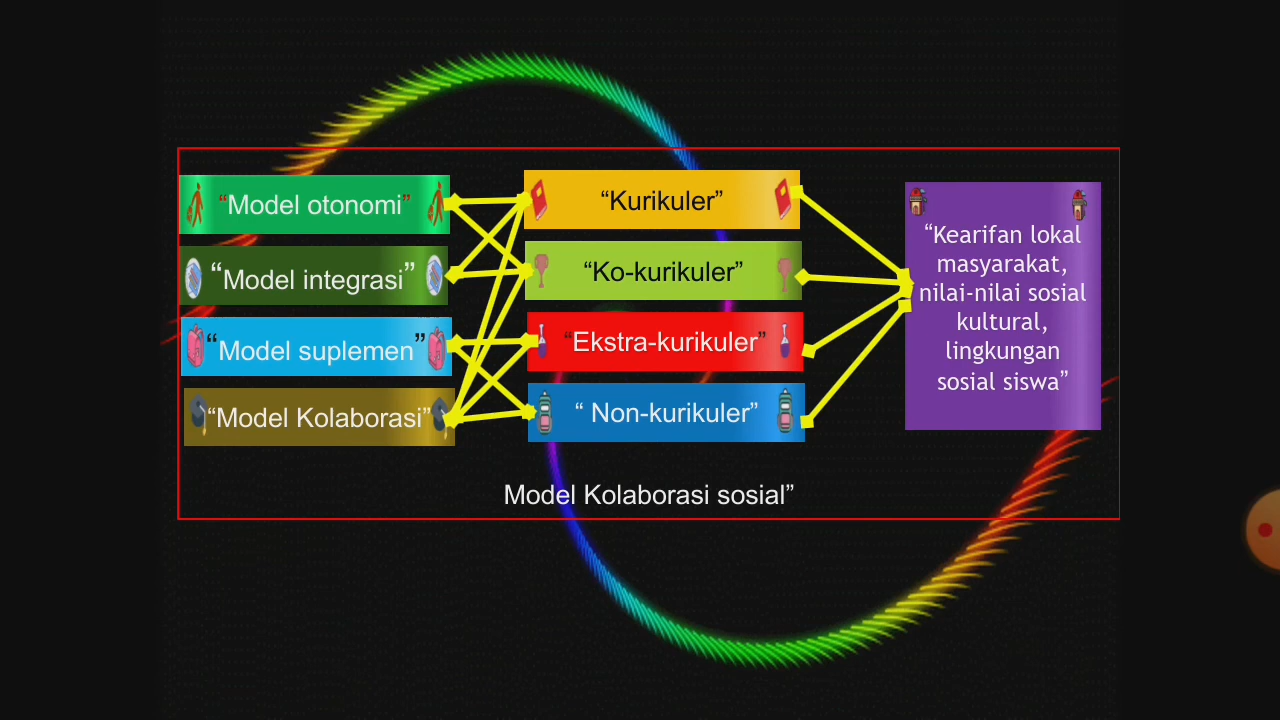 “Model otonomi”
“Model integrasi”
“Model suplemen”
“Model Kolaborasi”
“Kurikuler”
“Ko-kurikuler”
“Ekstra-kurikuler”
“ Non-kurikuler”
“Kearifan lokal
masyarakat,
nilai-nilai sosial
kultural,
lingkungan
sosial siswa”
Model Kolaborasi sosial”